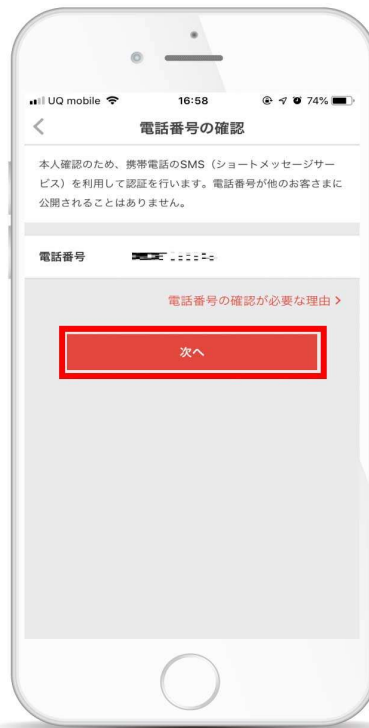 UQ mobile 16:58 74%
電話番号の確認
本人確認のため、携帯電話のSMS（ショートメッセージサー
ビス）を利用して認証を行います。電話番号が他のお客さまに
公開されることはありません。
電話番号
電話番号の確認が必要な理由 >
次へ